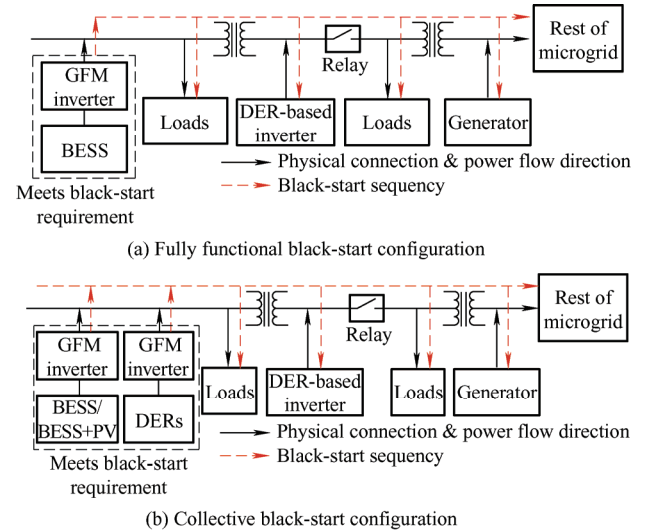 Rest of
microgrid
Relay
GFM
inverter
BESS
Loads
DER-based
inverter
Loads
Generator
Meets black-start
requirement
Physical connection & power flow direction
Black-start sequency
(a) Fully functional black-start configuration
Rest of
microgrid
Relay
GFM
inverter
GFM
inverter
BESS/
BESS+PV
DERs
Loads
DER-based
inverter
Loads
Generator
Meets black-start
requirement
Physical connection & power flow direction
Black-start sequency
(b) Collective black-start configuration